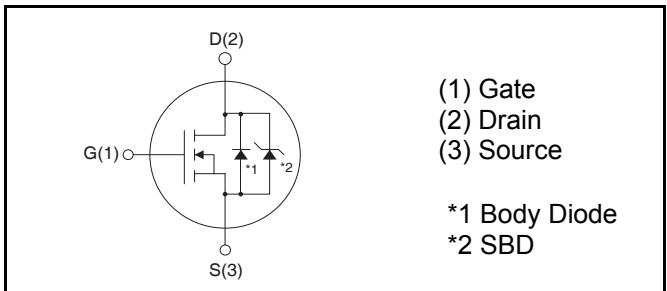 D(2)
G(1)
*1
*2
S(3)
(1) Gate
(2) Drain
(3) Source
*1 Body Diode
*2 SBD